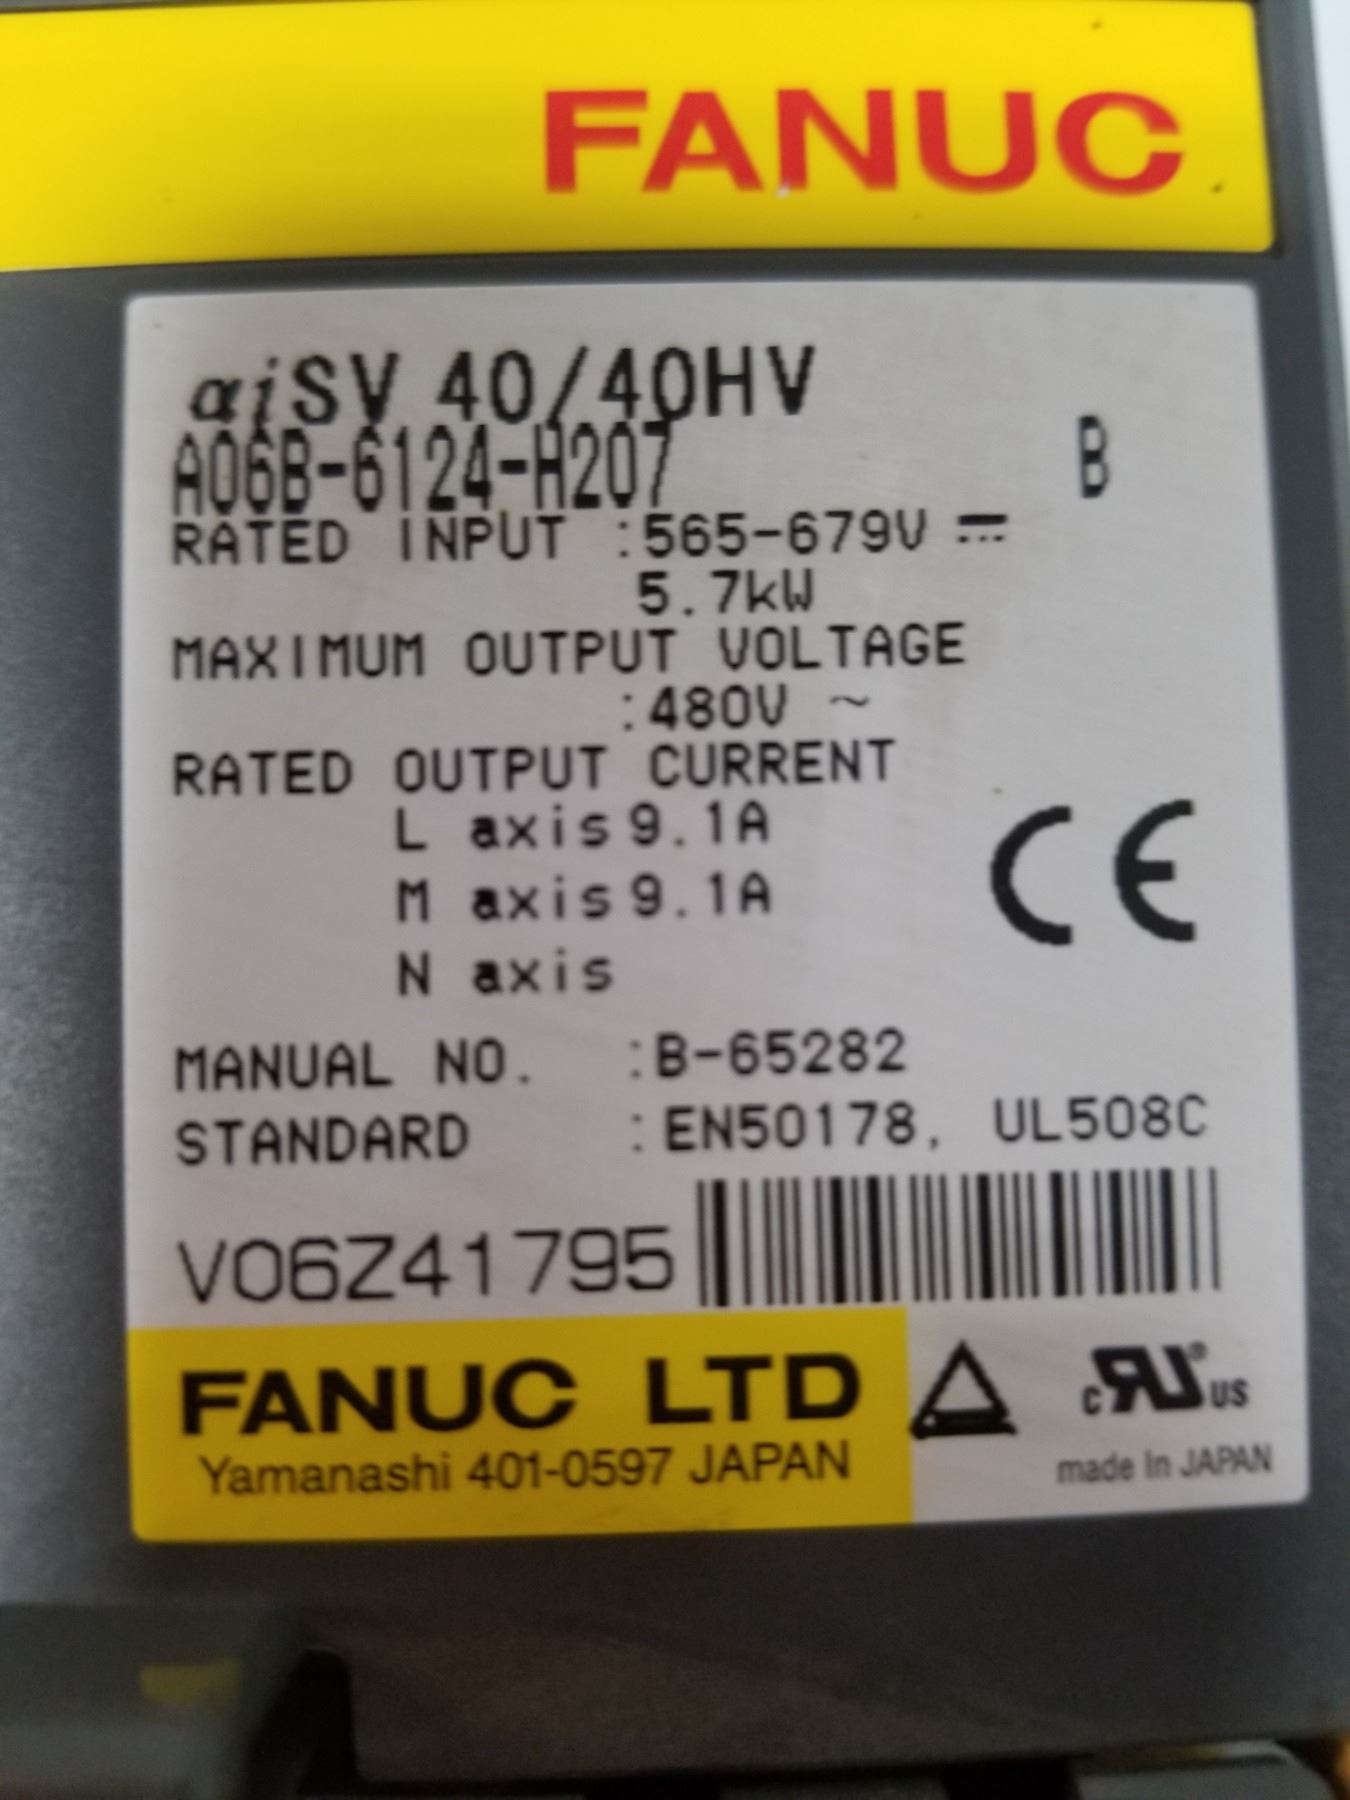 FANUC
αiSV 40/40HV
A06B-6124-H207 B
RATED INPUT :565-679V ⎓
5.7kW
MAXIMUM OUTPUT VOLTAGE
:480V ~
RATED OUTPUT CURRENT
L axis 9.1A
M axis 9.1A
N axis
CE
MANUAL NO. :B-65282
STANDARD :EN50178, UL508C
V06Z41795
FANUC LTD
Yamanashi 401-0597 JAPAN
c RU ® US
made in JAPAN